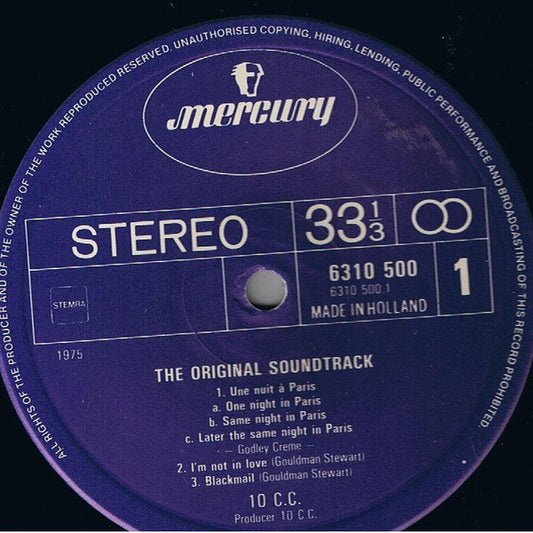 ALL RIGHTS OF THE PRODUCER AND OF THE OWNER OF THE WORK REPRODUCED RESERVED. UNAUTHORISED COPYING, HIRING, LENDING, PUBLIC PERFORMANCE AND BROADCASTING OF THIS RECORD PROHIBITED.
mercury
STEREO
33 1/3
6310 500
6310 500.1
MADE IN HOLLAND
1
STEMRA
1975
THE ORIGINAL SOUNDTRACK
1. Une nuit à Paris
a. One night in Paris
b. Same night in Paris
c. Later the same night in Paris
-- Godley Creme -
2. I'm not in love (Gouldman Stewart)
3. Blackmail (Gouldman Stewart)
10 C.C.
Producer 10 C.C.